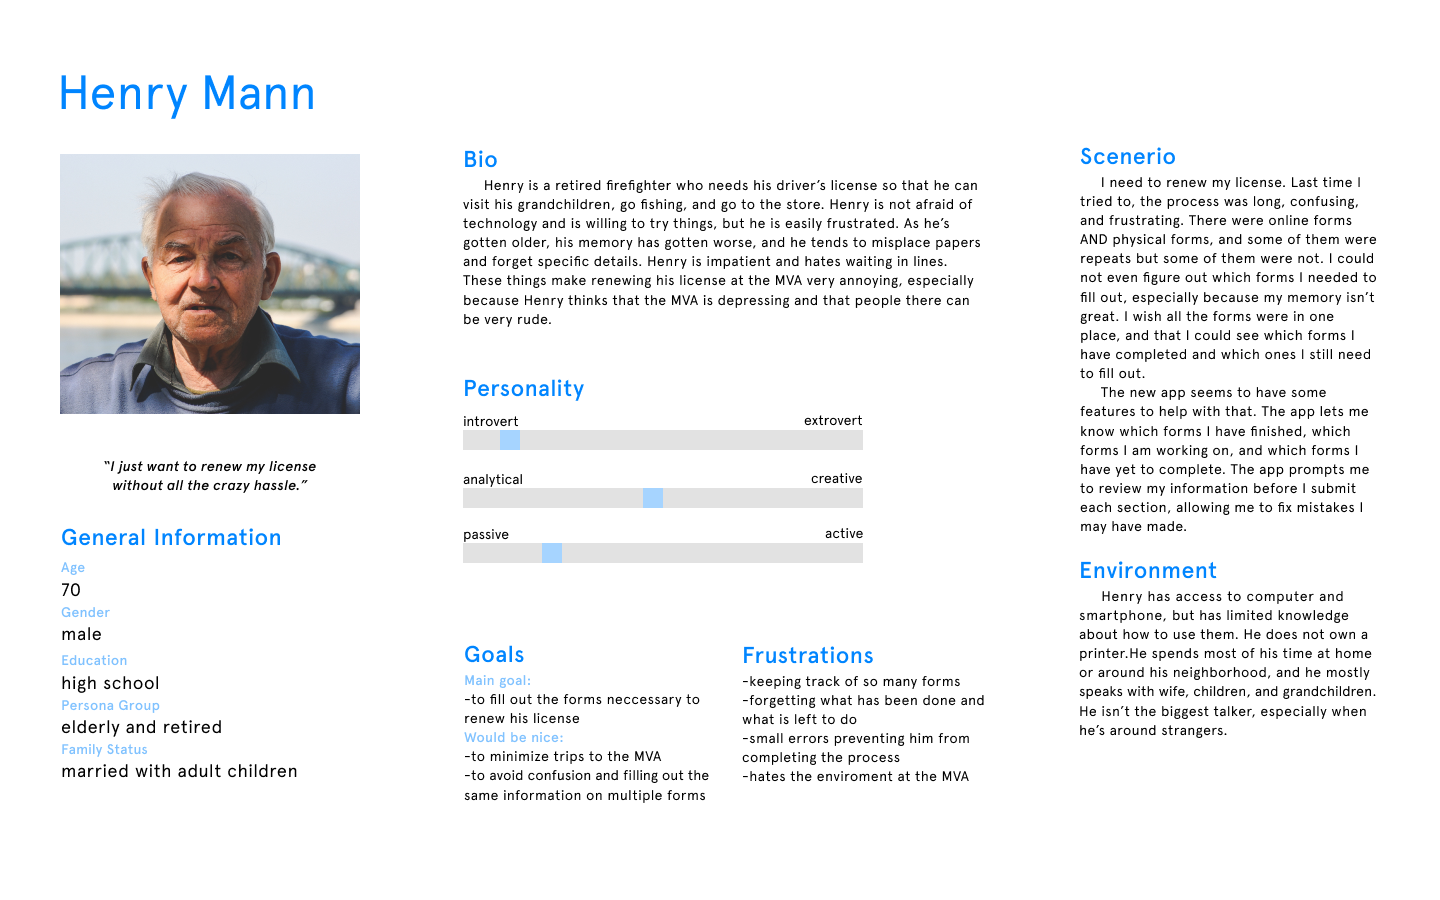 Henry Mann
“I just want to renew my license
without all the crazy hassle.”
General Information
Age
70
Gender
male
Education
high school
Persona Group
elderly and retired
Family Status
married with adult children
Bio
Henry is a retired firefighter who needs his driver’s license so that he can
visit his grandchildren, go fishing, and go to the store. Henry is not afraid of
technology and is willing to try things, but he is easily frustrated. As he’s
gotten older, his memory has gotten worse, and he tends to misplace papers
and forget specific details. Henry is impatient and hates waiting in lines.
These things make renewing his license at the MVA very annoying, especially
because Henry thinks that the MVA is depressing and that people there can
be very rude.
Personality
introvert extrovert
analytical creative
passive active
Goals
Main goal:
-to fill out the forms neccessary to
renew his license
Would be nice:
-to minimize trips to the MVA
-to avoid confusion and filling out the
same information on multiple forms
Frustrations
-keeping track of so many forms
-forgetting what has been done and
what is left to do
-small errors preventing him from
completing the process
-hates the enviroment at the MVA
Scenerio
I need to renew my license. Last time I
tried to, the process was long, confusing,
and frustrating. There were online forms
AND physical forms, and some of them were
repeats but some of them were not. I could
not even figure out which forms I needed to
fill out, especially because my memory isn’t
great. I wish all the forms were in one
place, and that I could see which forms I
have completed and which ones I still need
to fill out.
The new app seems to have some
features to help with that. The app lets me
know which forms I have finished, which
forms I am working on, and which forms I
have yet to complete. The app prompts me
to review my information before I submit
each section, allowing me to fix mistakes I
may have made.
Environment
Henry has access to computer and
smartphone, but has limited knowledge
about how to use them. He does not own a
printer.He spends most of his time at home
or around his neighborhood, and he mostly
speaks with wife, children, and grandchildren.
He isn’t the biggest talker, especially when
he’s around strangers.